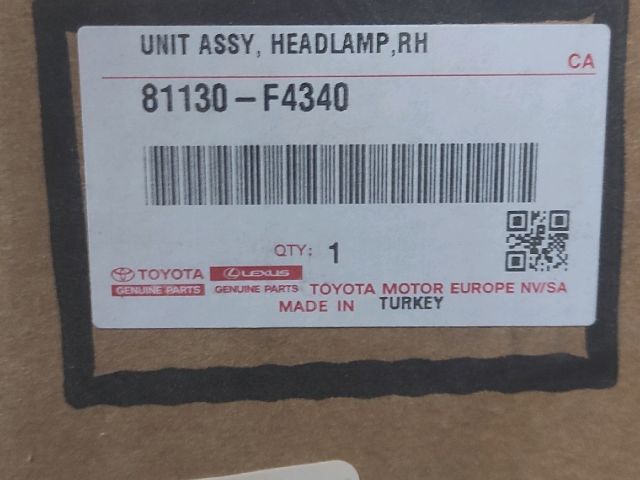 UNIT ASSY, HEADLAMP,RH
CA
81130-F4340
QTY: 1
TOYOTA LEXUS
GENUINE PARTS GENUINE PARTS TOYOTA MOTOR EUROPE NV/SA
MADE IN TURKEY